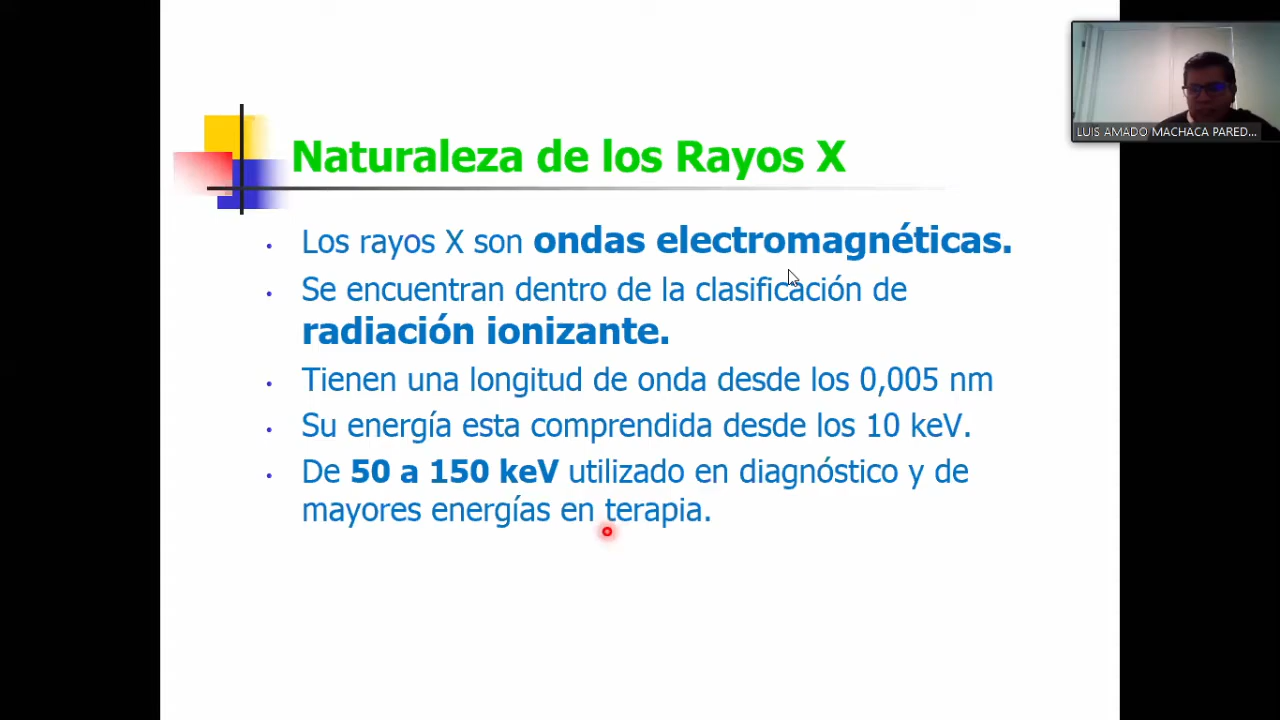 LUIS AMADO MACHACA PARED...
Naturaleza de los Rayos X
• Los rayos X son ondas electromagnéticas.
• Se encuentran dentro de la clasificación de
radiación ionizante.
• Tienen una longitud de onda desde los 0,005 nm
• Su energía esta comprendida desde los 10 keV.
• De 50 a 150 keV utilizado en diagnóstico y de
mayores energías en terapia.